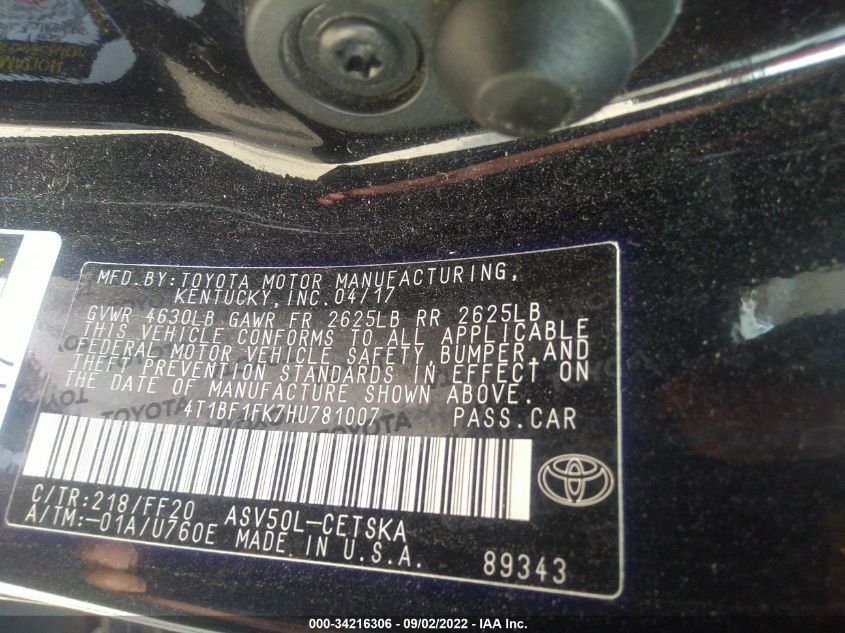 MFD.BY:TOYOTA MOTOR MANUFACTURING,
KENTUCKY, INC. 04/17
GVWR 4630LB GAWR FR 2625LB RR 2625LB
THIS VEHICLE CONFORMS TO ALL APPLICABLE
FEDERAL MOTOR VEHICLE SAFETY, BUMPER, AND
THEFT PREVENTION STANDARDS IN EFFECT ON
THE DATE OF MANUFACTURE SHOWN ABOVE.
4T1BF1FK7HU781007 PASS.CAR
TOYOTA TOYOTA
C/TR:218/FF20 ASV50L-CETSKA
A/TM:-01A/U760E MADE IN U.S.A. 89343
000-34216306 - 09/02/2022 - IAA Inc.